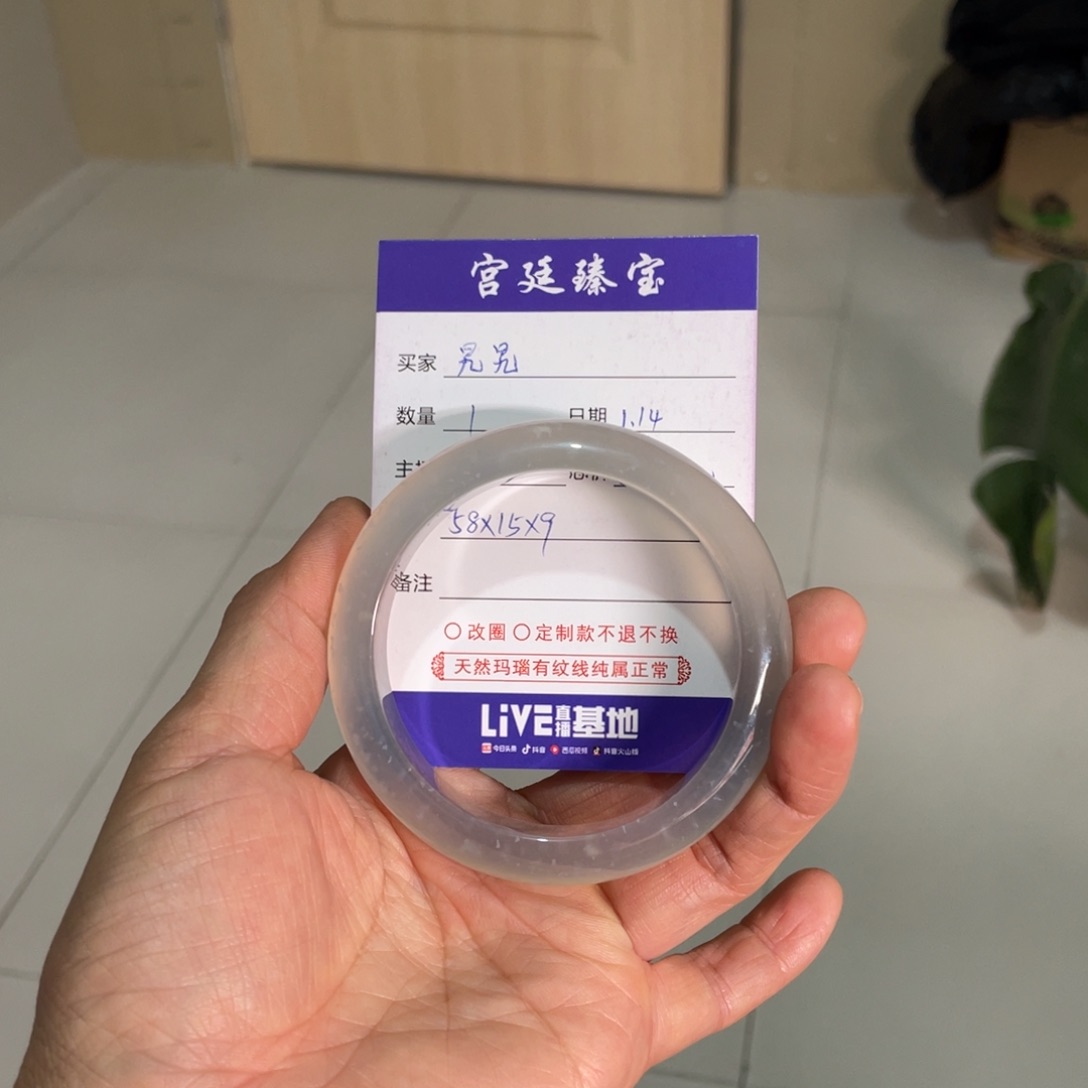 宫廷臻宝
买家 晃晃
数量 1 日期 1.14
主
58X15X9
备注
○改圈○定制款不退不换
天然玛瑙有纹线纯属正常
LiVE直播基地
今日头条 抖音 西瓜视频 抖音火山版